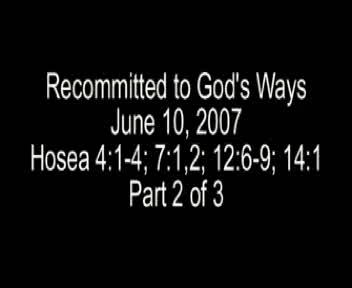 Recommitted to God's Ways
June 10, 2007
Hosea 4:1-4; 7:1,2; 12:6-9; 14:1
Part 2 of 3